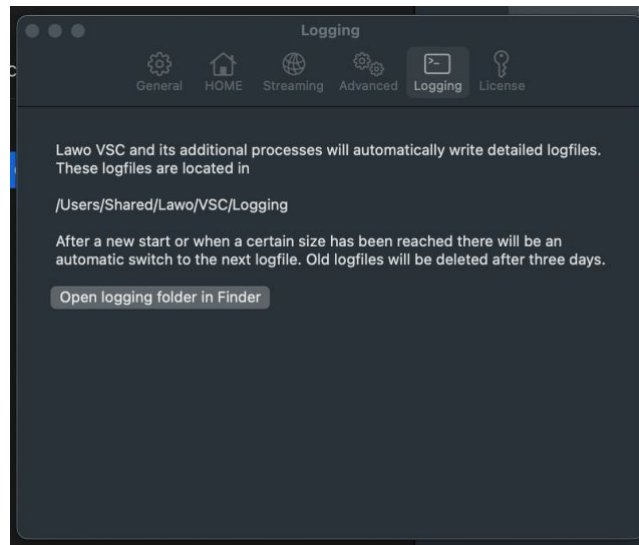 Logging
General
HOME
Streaming
Advanced
Logging
License
Lawo VSC and its additional processes will automatically write detailed logfiles.
These logfiles are located in
/Users/Shared/Lawo/VSC/Logging
After a new start or when a certain size has been reached there will be an
automatic switch to the next logfile. Old logfiles will be deleted after three days.
Open logging folder in Finder